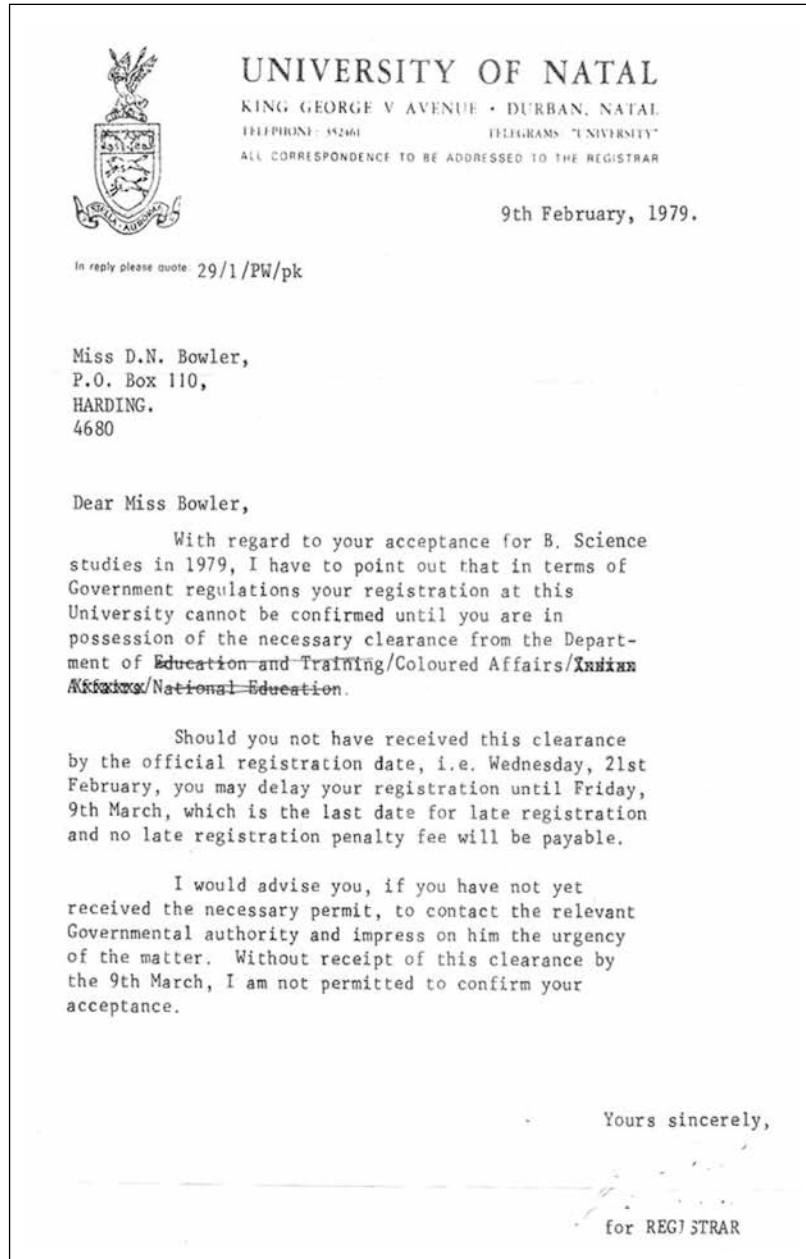 UNIVERSITY OF NATAL
KING GEORGE V AVENUE • DURBAN, NATAL
TELEPHONE: 352461 TELEGRAMS "UNIVERSITY"
ALL CORRESPONDENCE TO BE ADDRESSED TO THE REGISTRAR
STELLA AURORAE
9th February, 1979.
In reply please quote: 29/1/PW/pk
Miss D.N. Bowler,
P.O. Box 110,
HARDING.
4680
Dear Miss Bowler,
With regard to your acceptance for B. Science
studies in 1979, I have to point out that in terms of
Government regulations your registration at this
University cannot be confirmed until you are in
possession of the necessary clearance from the Depart-
ment of Education and Training/Coloured Affairs/Indian
Affairs/National Education.
Should you not have received this clearance
by the official registration date, i.e. Wednesday, 21st
February, you may delay your registration until Friday,
9th March, which is the last date for late registration
and no late registration penalty fee will be payable.
I would advise you, if you have not yet
received the necessary permit, to contact the relevant
Governmental authority and impress on him the urgency
of the matter. Without receipt of this clearance by
the 9th March, I am not permitted to confirm your
acceptance.
Yours sincerely,
for REGISTRAR